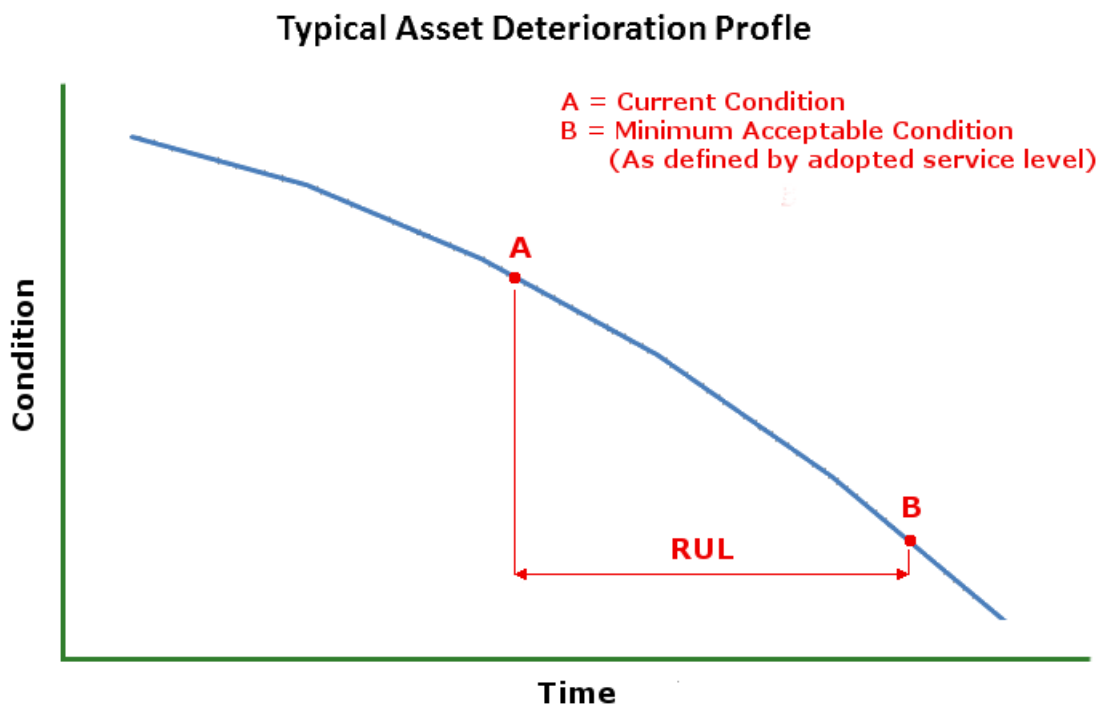 Typical Asset Deterioration Profle
A = Current Condition
B = Minimum Acceptable Condition
(As defined by adopted service level)
A
Condition
B
RUL
Time